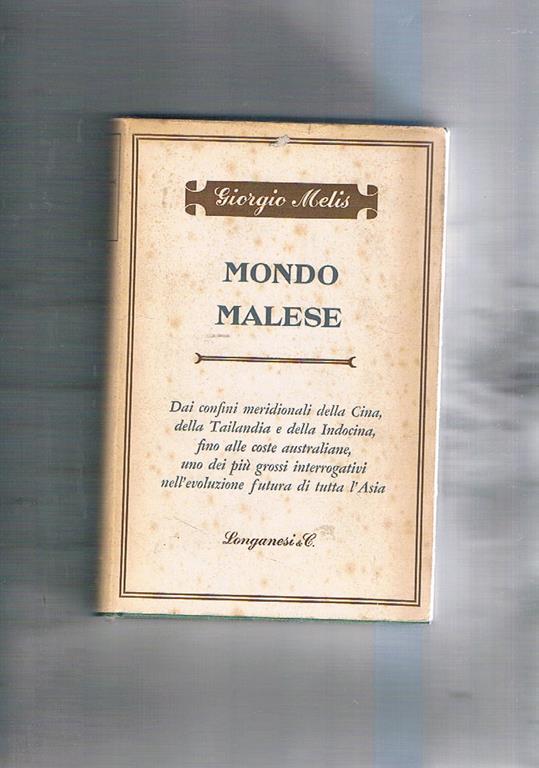 Giorgio Melis
MONDO
MALESE
Dai confini meridionali della Cina,
della Tailandia e della Indocina,
fino alle coste australiane,
uno dei più grossi interrogativi
nell'evoluzione futura di tutta l'Asia
Longanesi & C.